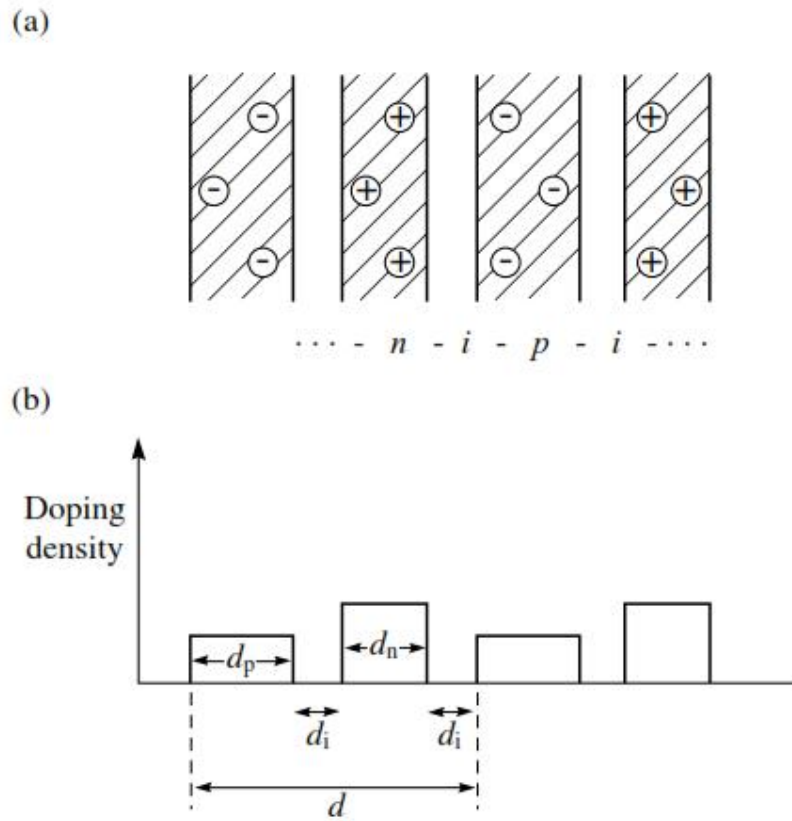 (a)
- - + + - - + +
- + - +
- + - +
··· - n - i - p - i - ···
(b)
Doping
density
dp dn
di di
d